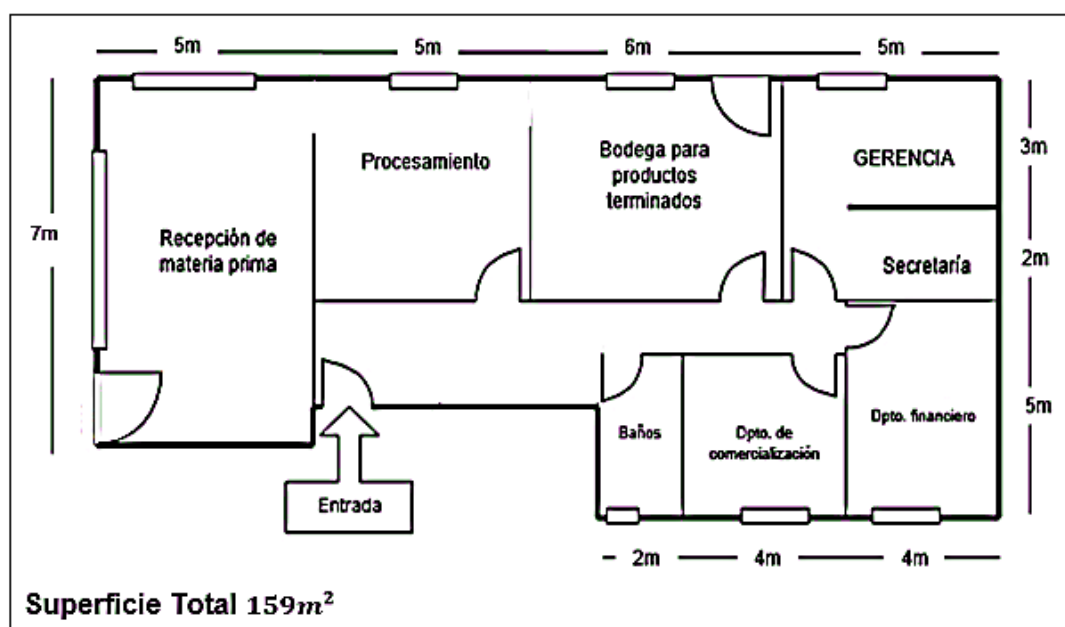 5m
5m
6m
5m
Procesamiento
Bodega para
productos
terminados
GERENCIA
3m
7m
Recepción de
materia prima
Secretaría
2m
Baños
Dpto. de
comercialización
Dpto. financiero
5m
Entrada
2m
4m
4m
Superficie Total 159m²